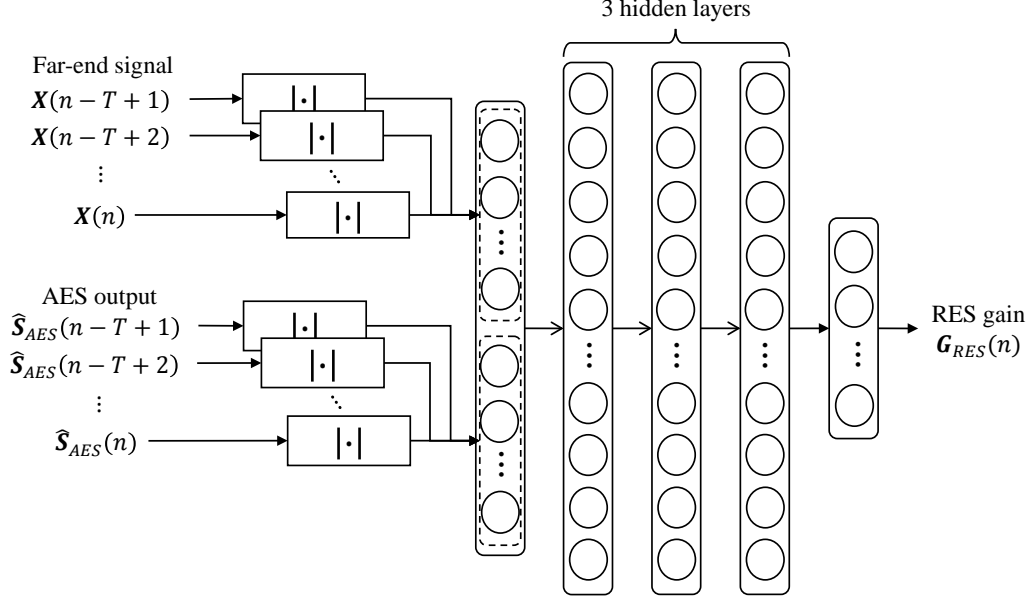 3 hidden layers
Far-end signal
X(n − T + 1)
|·|
X(n − T + 2)
|·|
⋮
⋱
X(n)
|·|
AES output
Ŝ_AES(n − T + 1)
|·|
Ŝ_AES(n − T + 2)
|·|
⋮
⋱
Ŝ_AES(n)
|·|
RES gain
G_RES(n)